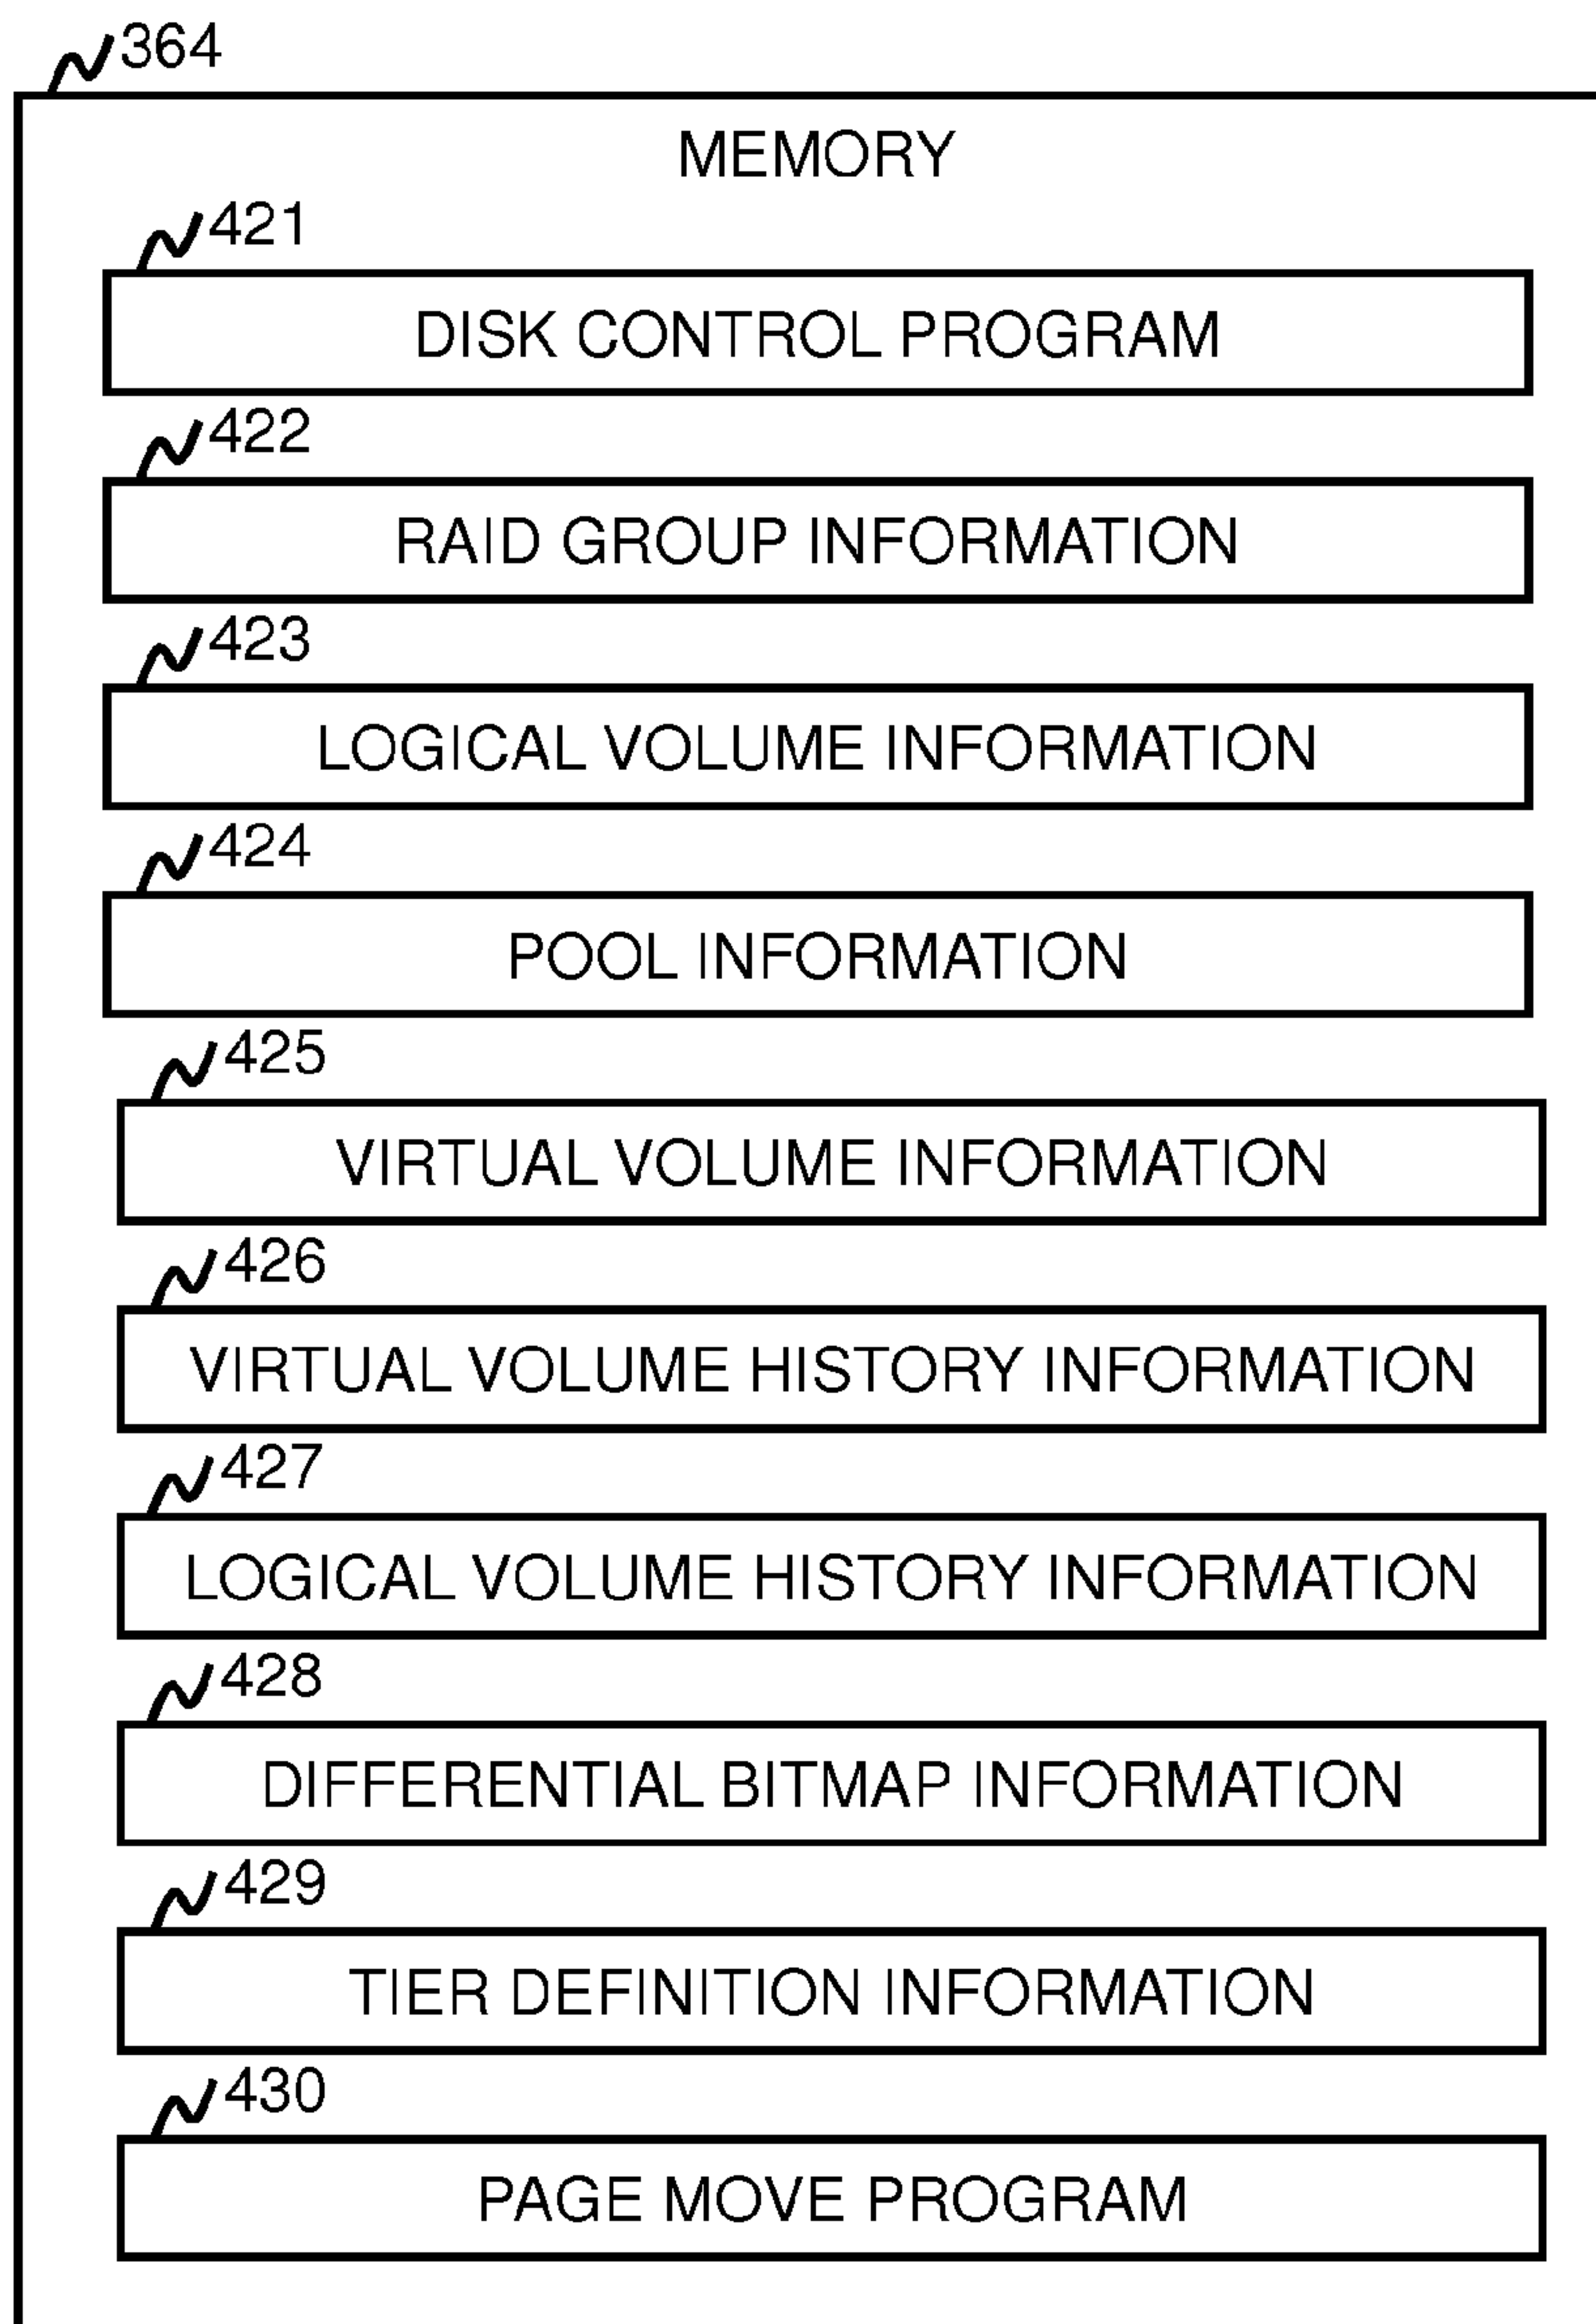 364
MEMORY
421
DISK CONTROL PROGRAM
422
RAID GROUP INFORMATION
423
LOGICAL VOLUME INFORMATION
424
POOL INFORMATION
425
VIRTUAL VOLUME INFORMATION
426
VIRTUAL VOLUME HISTORY INFORMATION
427
LOGICAL VOLUME HISTORY INFORMATION
428
DIFFERENTIAL BITMAP INFORMATION
429
TIER DEFINITION INFORMATION
430
PAGE MOVE PROGRAM